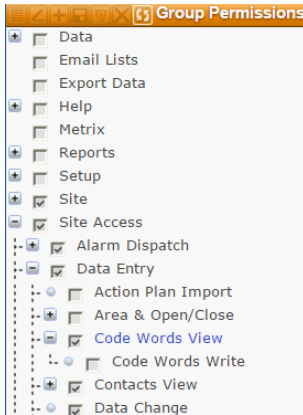 Group Permissions
Data
Email Lists
Export Data
Help
Metrix
Reports
Setup
Site
Site Access
Alarm Dispatch
Data Entry
Action Plan Import
Area & Open/Close
Code Words View
Code Words Write
Contacts View
Data Change